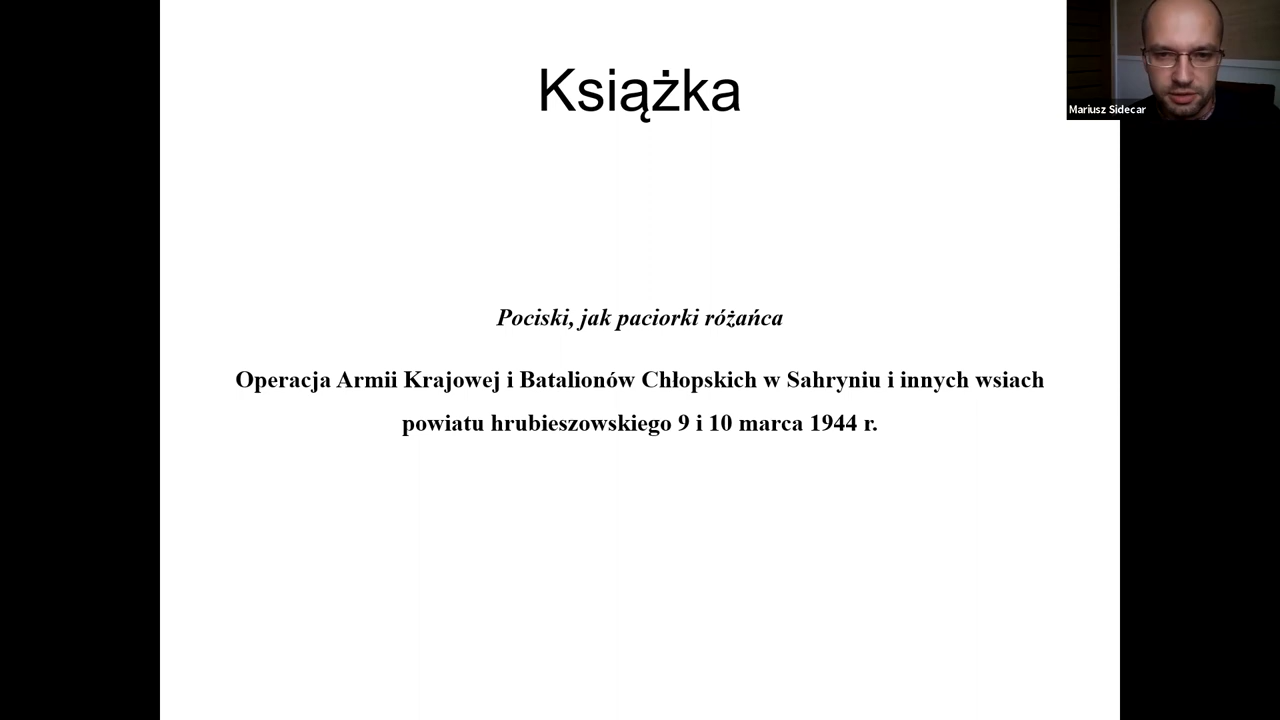 Książka
Mariusz Sidecar
Pociski, jak paciorki różańca
Operacja Armii Krajowej i Batalionów Chłopskich w Sahryniu i innych wsiach
powiatu hrubieszowskiego 9 i 10 marca 1944 r.